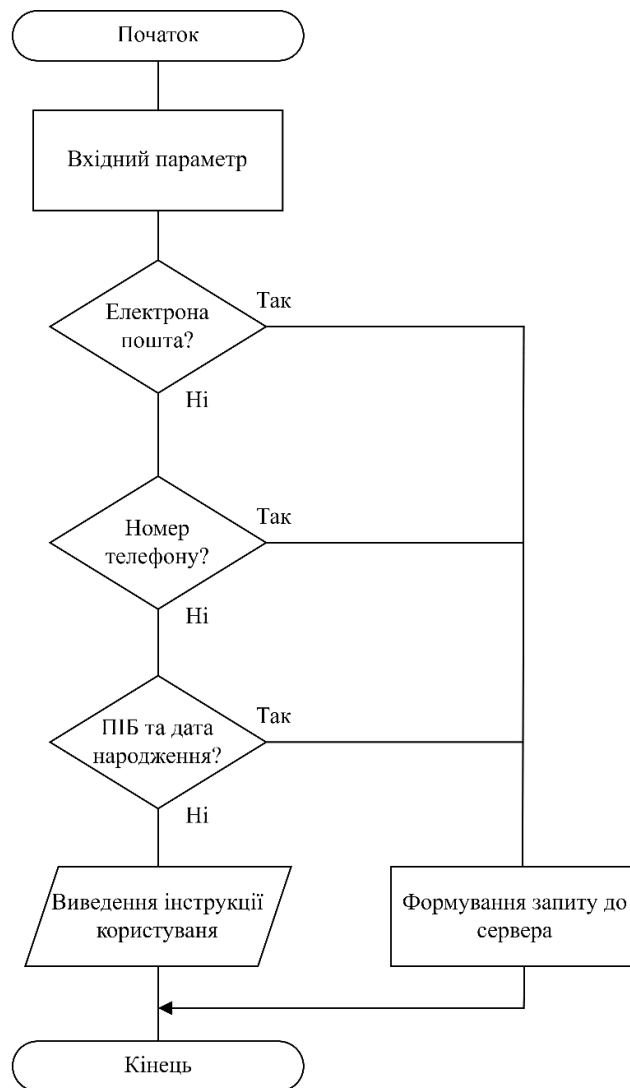 Початок
Вхідний параметр
Електрона
пошта?
Так
Ні
Номер
телефону?
Так
Ні
ПІБ та дата
народження?
Так
Ні
Виведення інструкції
користуваня
Формування запиту до
сервера
Кінець